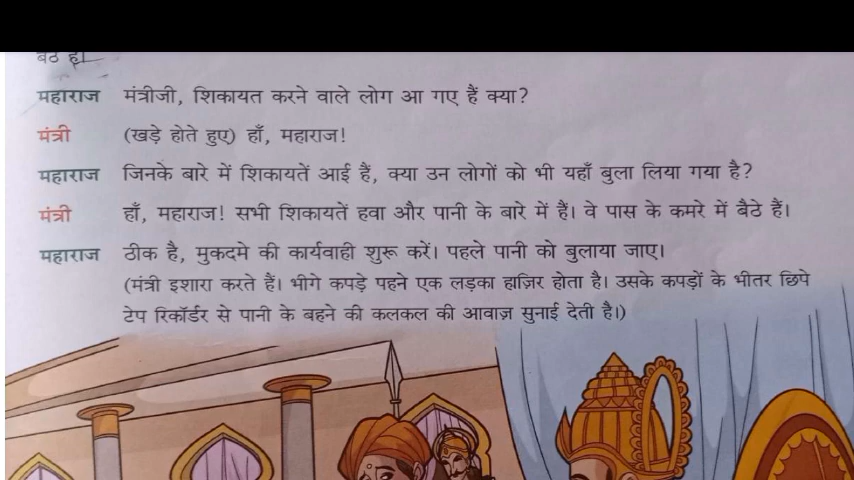 बैठे हैं।
महाराज मंत्रीजी, शिकायत करने वाले लोग आ गए हैं क्या?
मंत्री (खड़े होते हुए) हाँ, महाराज!
महाराज जिनके बारे में शिकायतें आई हैं, क्या उन लोगों को भी यहाँ बुला लिया गया है?
मंत्री हाँ, महाराज! सभी शिकायतें हवा और पानी के बारे में हैं। वे पास के कमरे में बैठे हैं।
महाराज ठीक है, मुकदमे की कार्यवाही शुरू करें। पहले पानी को बुलाया जाए।
(मंत्री इशारा करते हैं। भीगे कपड़े पहने एक लड़का हाज़िर होता है। उसके कपड़ों के भीतर छिपे
टेप रिकॉर्डर से पानी के बहने की कलकल की आवाज़ सुनाई देती है।)